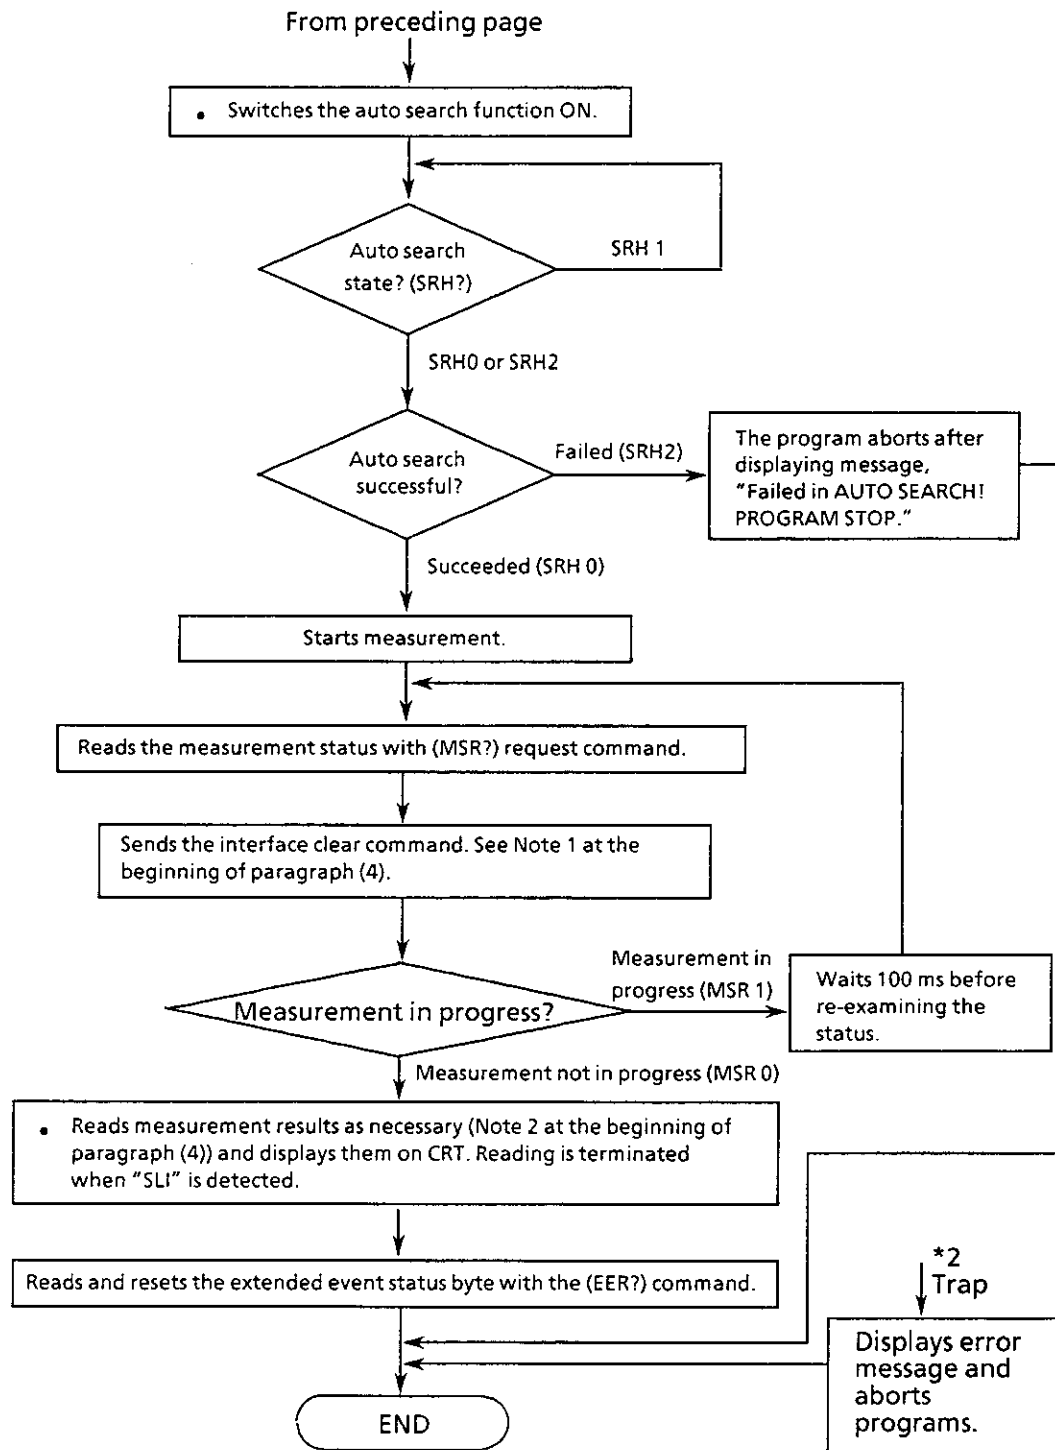 From preceding page
• Switches the auto search function ON.
Auto search
state? (SRH?)
SRH 1
SRH0 or SRH2
Auto search
successful?
Failed (SRH2)
The program aborts after
displaying message,
"Failed in AUTO SEARCH!
PROGRAM STOP."
Succeeded (SRH 0)
Starts measurement.
Reads the measurement status with (MSR?) request command.
Sends the interface clear command. See Note 1 at the
beginning of paragraph (4).
Measurement in progress?
Measurement in
progress (MSR 1)
Waits 100 ms before
re-examining the
status.
Measurement not in progress (MSR 0)
• Reads measurement results as necessary (Note 2 at the beginning of
paragraph (4)) and displays them on CRT. Reading is terminated
when "SLI" is detected.
Reads and resets the extended event status byte with the (EER?) command.
*2
Trap
Displays error
message and
aborts
programs.
END